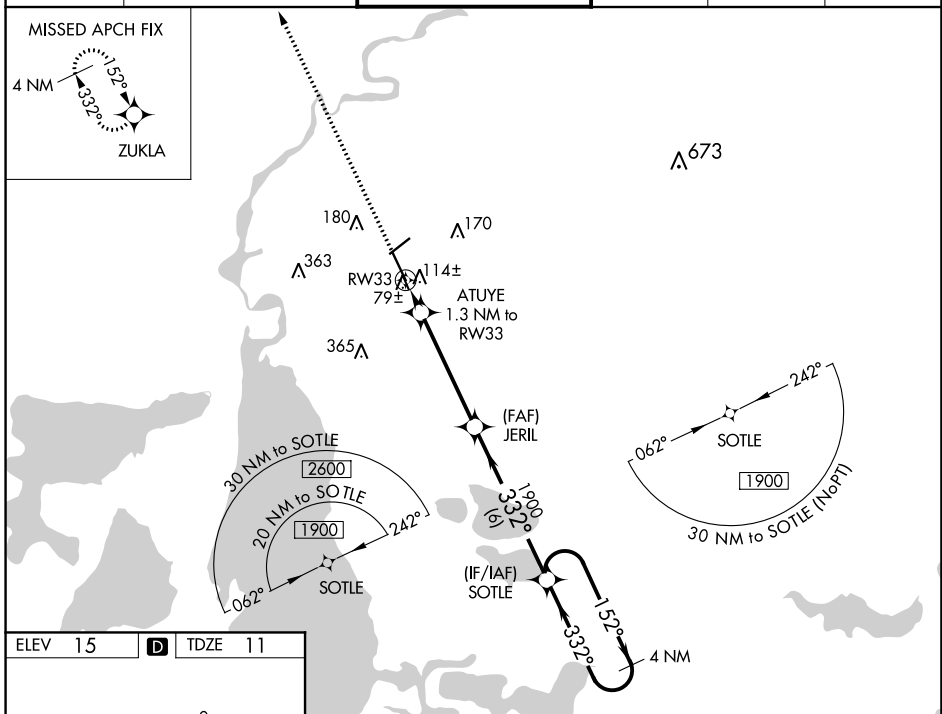 MISSED APCH FIX
4 NM
152°
332°
ZUKLA
673
180
170
363
RW33
114±
79±
ATUYE
1.3 NM to
RW33
365
(FAF)
JERIL
242°
062°
SOTLE
1900
30 NM to SOTLE (NoPT)
30 NM to SOTLE
2600
20 NM to SOTLE
1900
242°
062°
SOTLE
1900
332°
(6)
(IF/IAF)
SOTLE
152°
332°
4 NM
ELEV 15 D TDZE 11